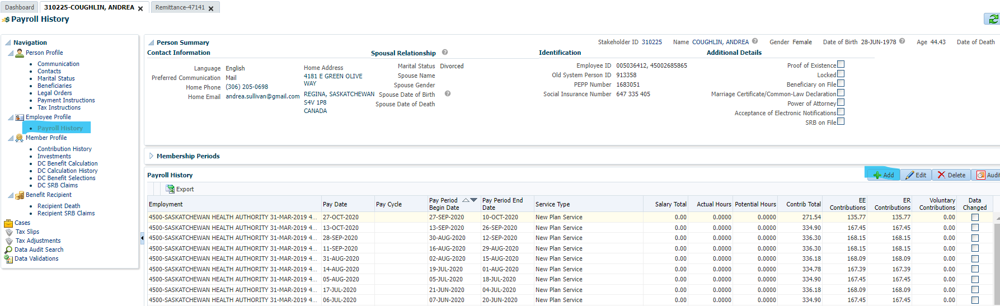 Dashboard 310225-COUGHLIN, ANDREA Remittance-47141
Payroll History
Navigation
Person Profile
Communication
Contacts
Marital Status
Beneficiaries
Legal Orders
Payment Instructions
Tax Instructions
Employee Profile
Payroll History
Member Profile
Contribution History
Investments
DC Benefit Calculation
DC Calculation History
DC Benefit Selections
DC SRB Claims
Benefit Recipient
Recipient Death
Recipient SRB Claims
Cases
Tax Slips
Tax Adjustments
Data Audit Search
Data Validations
Person Summary Stakeholder ID 310225 Name COUGHLIN, ANDREA Gender Female Date of Birth 28-JUN-1978 Age 44.43 Date of Death
Contact Information
Language English
Preferred Communication Mail
Home Phone (306) 205-0698
Home Email andrea.sullivan@gmail.com
Home Address
4181 E GREEN OLIVE
WAY
REGINA, SASKATCHEWAN
S4V 1P8
CANADA
Spousal Relationship
Marital Status Divorced
Spouse Name
Spouse Gender
Spouse Date of Birth
Spouse Date of Death
Identification
Employee ID 005036412, 45002685865
Old System Person ID 913358
PEPP Number 1683051
Social Insurance Number 647 335 405
Additional Details
Proof of Existence
Locked
Beneficiary on File
Marriage Certificate/Common-Law Declaration
Power of Attorney
Acceptance of Electronic Notifications
SRB on File
Membership Periods
Payroll History Add Edit Delete Audit
Export
Employment Pay Date Pay Cycle Pay Period Begin Date Pay Period End Date Service Type Salary Total Actual Hours Potential Hours Contrib Total EE Contributions ER Contributions Voluntary Contributions Data Changed
4500-SASKATCHEWAN HEALTH AUTHORITY 31-MAR-2019 4... 27-OCT-2020 27-SEP-2020 10-OCT-2020 New Plan Service 0.00 0.0000 0.0000 271.54 135.77 135.77 0.00
4500-SASKATCHEWAN HEALTH AUTHORITY 31-MAR-2019 4... 13-OCT-2020 13-SEP-2020 26-SEP-2020 New Plan Service 0.00 0.0000 0.0000 334.90 167.45 167.45 0.00
4500-SASKATCHEWAN HEALTH AUTHORITY 31-MAR-2019 4... 28-SEP-2020 30-AUG-2020 12-SEP-2020 New Plan Service 0.00 0.0000 0.0000 336.30 168.15 168.15 0.00
4500-SASKATCHEWAN HEALTH AUTHORITY 31-MAR-2019 4... 11-SEP-2020 16-AUG-2020 29-AUG-2020 New Plan Service 0.00 0.0000 0.0000 336.30 168.15 168.15 0.00
4500-SASKATCHEWAN HEALTH AUTHORITY 31-MAR-2019 4... 31-AUG-2020 02-AUG-2020 15-AUG-2020 New Plan Service 0.00 0.0000 0.0000 336.18 168.09 168.09 0.00
4500-SASKATCHEWAN HEALTH AUTHORITY 31-MAR-2019 4... 14-AUG-2020 19-JUL-2020 01-AUG-2020 New Plan Service 0.00 0.0000 0.0000 334.78 167.39 167.39 0.00
4500-SASKATCHEWAN HEALTH AUTHORITY 31-MAR-2019 4... 05-AUG-2020 05-JUL-2020 18-JUL-2020 New Plan Service 0.00 0.0000 0.0000 334.90 167.45 167.45 0.00
4500-SASKATCHEWAN HEALTH AUTHORITY 31-MAR-2019 4... 17-JUL-2020 21-JUN-2020 04-JUL-2020 New Plan Service 0.00 0.0000 0.0000 336.18 168.09 168.09 0.00
4500-SASKATCHEWAN HEALTH AUTHORITY 31-MAR-2019 4... 06-JUL-2020 07-JUN-2020 20-JUN-2020 New Plan Service 0.00 0.0000 0.0000 334.90 167.45 167.45 0.00